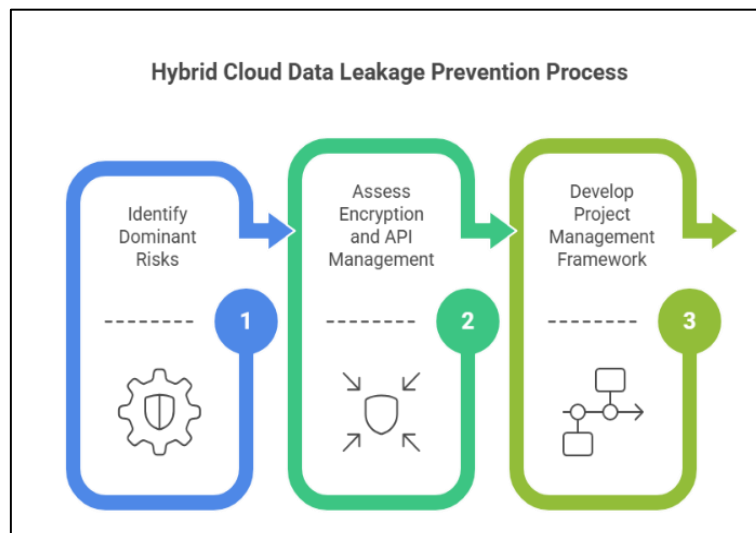 Hybrid Cloud Data Leakage Prevention Process
Identify
Dominant
Risks
1
Assess
Encryption
and API
Management
2
Develop
Project
Management
Framework
3